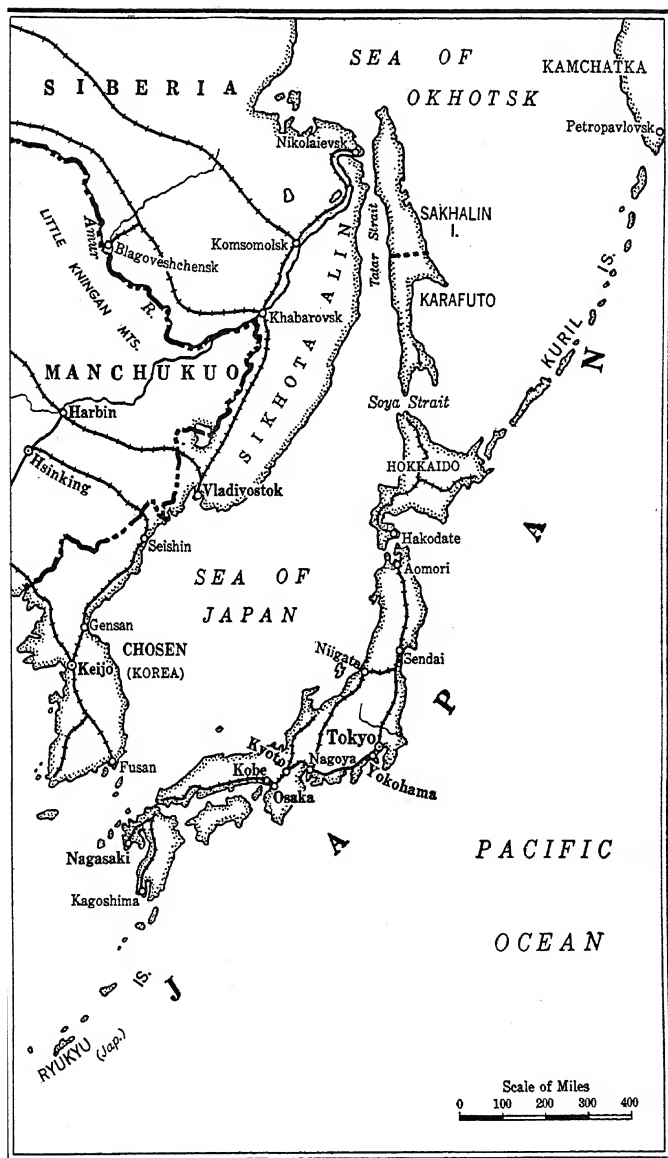 SEA OF
OKHOTSK
KAMCHATKA
Petropavlovsk
SIBERIA
Nikolaievsk
SAKHALIN
I.
Tatar Strait
KARAFUTO
Komsomolsk
Amur
R.
Blagoveshchensk
LITTLE KNINGAN MTS.
Khabarovsk
SIKHOTA ALIN
KURIL IS.
MANCHUKUO
Harbin
Soya Strait
Hsinking
Vladivostok
HOKKAIDO
Seishin
Hakodate
Aomori
SEA OF
JAPAN
Gensan
CHOSEN
(KOREA)
Keijo
Niigata
Sendai
Fusan
Tokyo
Kyoto
Nagoya
Kobe
Yokohama
Osaka
Nagasaki
Kagoshima
JAPAN
PACIFIC
OCEAN
RYUKYU IS.
(Jap.)
Scale of Miles
0 100 200 300 400